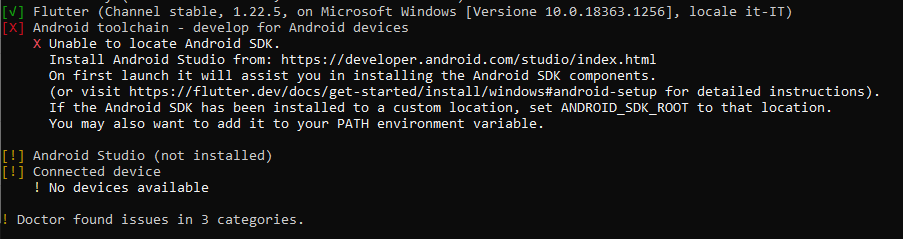 [√] Flutter (Channel stable, 1.22.5, on Microsoft Windows [Versione 10.0.18363.1256], locale it-IT)
[X] Android toolchain - develop for Android devices
X Unable to locate Android SDK.
Install Android Studio from: https://developer.android.com/studio/index.html
On first launch it will assist you in installing the Android SDK components.
(or visit https://flutter.dev/docs/get-started/install/windows#android-setup for detailed instructions).
If the Android SDK has been installed to a custom location, set ANDROID_SDK_ROOT to that location.
You may also want to add it to your PATH environment variable.
[!] Android Studio (not installed)
[!] Connected device
! No devices available
! Doctor found issues in 3 categories.